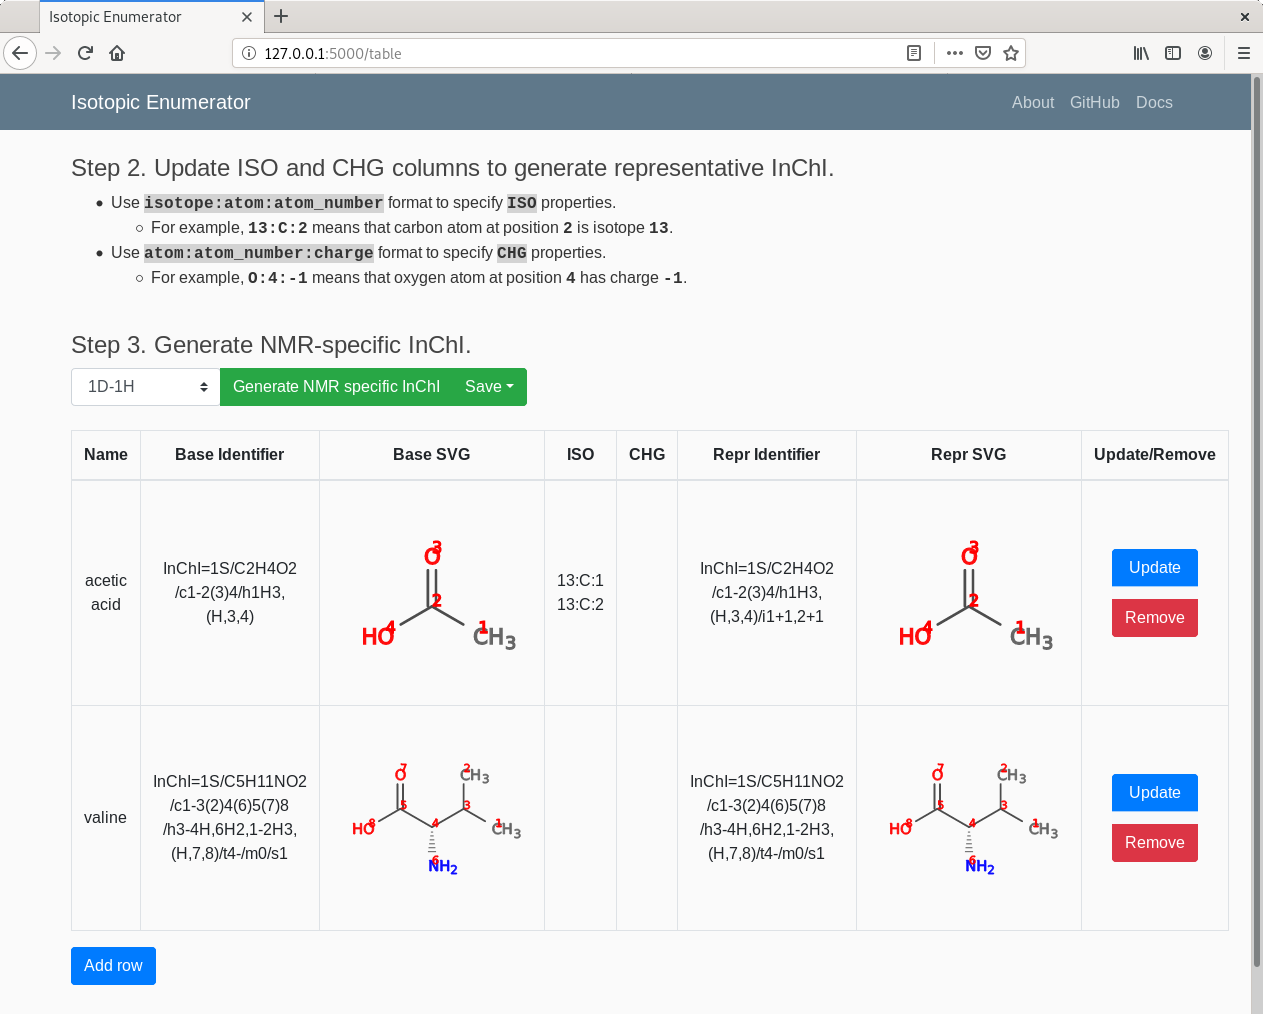 Isotopic Enumerator
127.0.0.1:5000/table
Isotopic Enumerator
About GitHub Docs
Step 2. Update ISO and CHG columns to generate representative InChI.
Use isotope:atom:atom_number format to specify ISO properties.
For example, 13:C:2 means that carbon atom at position 2 is isotope 13.
Use atom:atom_number:charge format to specify CHG properties.
For example, O:4:-1 means that oxygen atom at position 4 has charge -1.
Step 3. Generate NMR-specific InChI.
1D-1H Generate NMR specific InChI Save
Name Base Identifier Base SVG ISO CHG Repr Identifier Repr SVG Update/Remove
acetic
acid
InChI=1S/C2H4O2
/c1-2(3)4/h1H3,
(H,3,4)
3
O
2
HO 4
1
CH3
13:C:1
13:C:2
InChI=1S/C2H4O2
/c1-2(3)4/h1H3,
(H,3,4)/i1+1,2+1
3
O
2
HO 4
1
CH3
Update
Remove
valine
InChI=1S/C5H11NO2
/c1-3(2)4(6)5(7)8
/h3-4H,6H2,1-2H3,
(H,7,8)/t4-/m0/s1
7
O
2
CH3
5
3
HO 8
4
1
CH3
6
NH2
InChI=1S/C5H11NO2
/c1-3(2)4(6)5(7)8
/h3-4H,6H2,1-2H3,
(H,7,8)/t4-/m0/s1
7
O
2
CH3
5
3
HO 8
4
1
CH3
6
NH2
Update
Remove
Add row